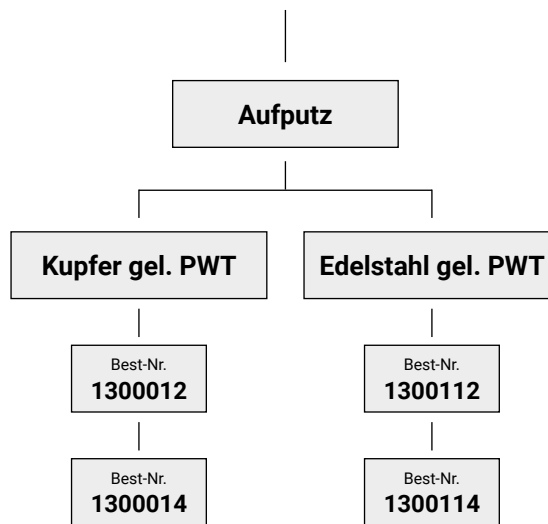 Aufputz
Kupfer gel. PWT
Edelstahl gel. PWT
Best-Nr.
1300012
Best-Nr.
1300112
Best-Nr.
1300014
Best-Nr.
1300114